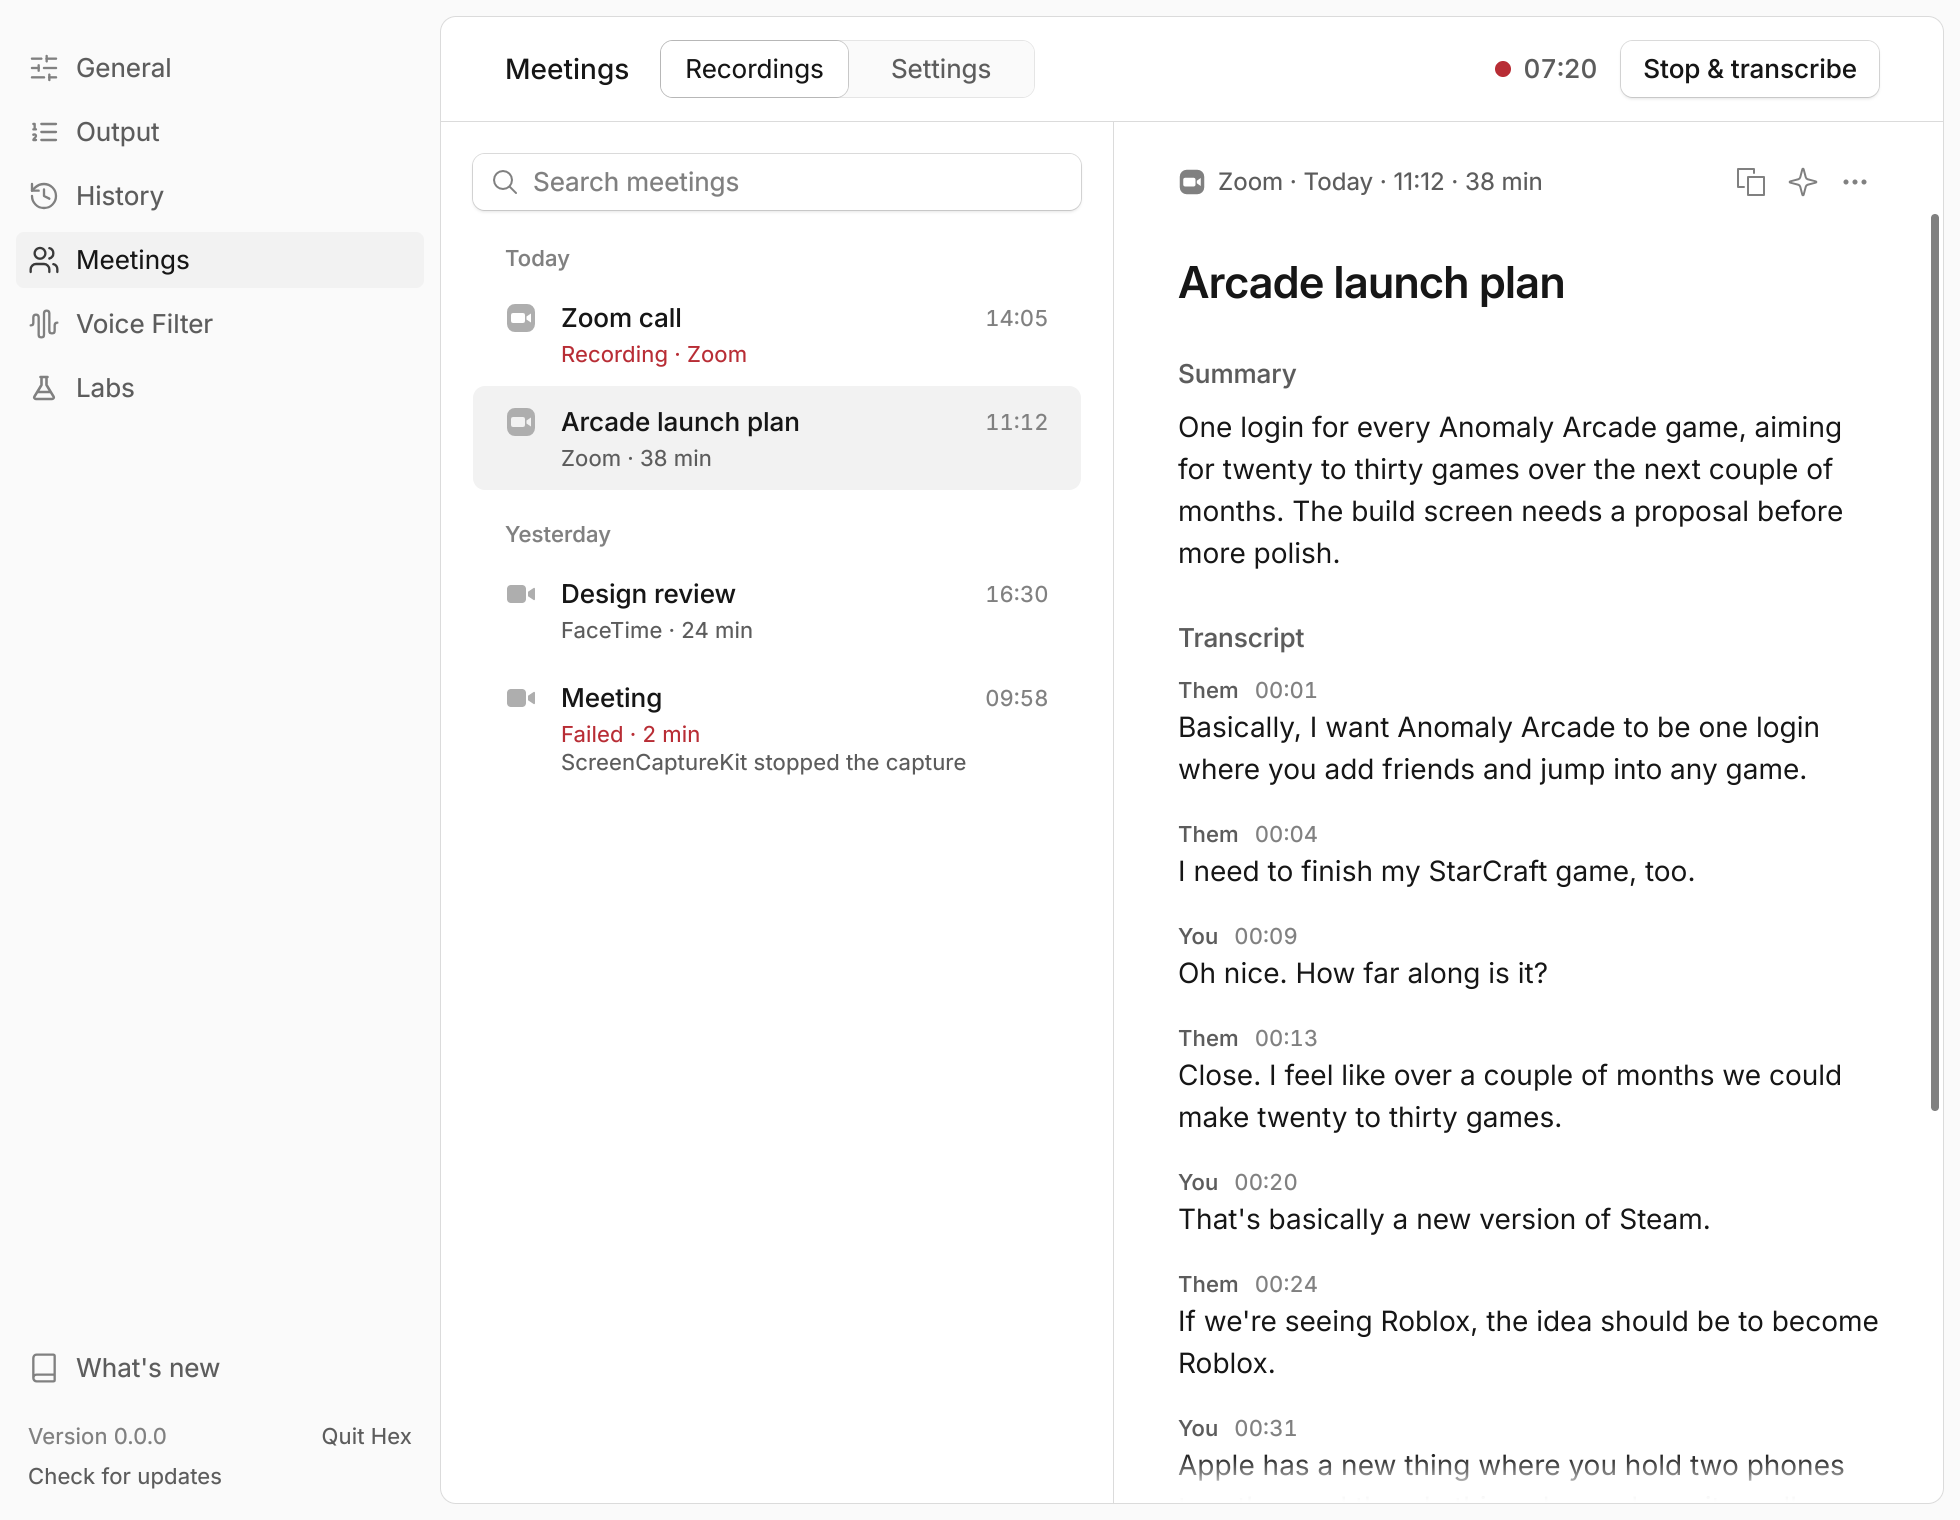 General
Output
History
Meetings
Voice Filter
Labs
What's new
Version 0.0.0
Quit Hex
Check for updates
Meetings
Recordings
Settings
07:20
Stop & transcribe
Search meetings
Today
Zoom call
14:05
Recording · Zoom
Arcade launch plan
11:12
Zoom · 38 min
Yesterday
Design review
16:30
FaceTime · 24 min
Meeting
09:58
Failed · 2 min
ScreenCaptureKit stopped the capture
Zoom · Today · 11:12 · 38 min
Arcade launch plan
Summary
One login for every Anomaly Arcade game, aiming
for twenty to thirty games over the next couple of
months. The build screen needs a proposal before
more polish.
Transcript
Them 00:01
Basically, I want Anomaly Arcade to be one login
where you add friends and jump into any game.
Them 00:04
I need to finish my StarCraft game, too.
You 00:09
Oh nice. How far along is it?
Them 00:13
Close. I feel like over a couple of months we could
make twenty to thirty games.
You 00:20
That's basically a new version of Steam.
Them 00:24
If we're seeing Roblox, the idea should be to become
Roblox.
You 00:31
Apple has a new thing where you hold two phones